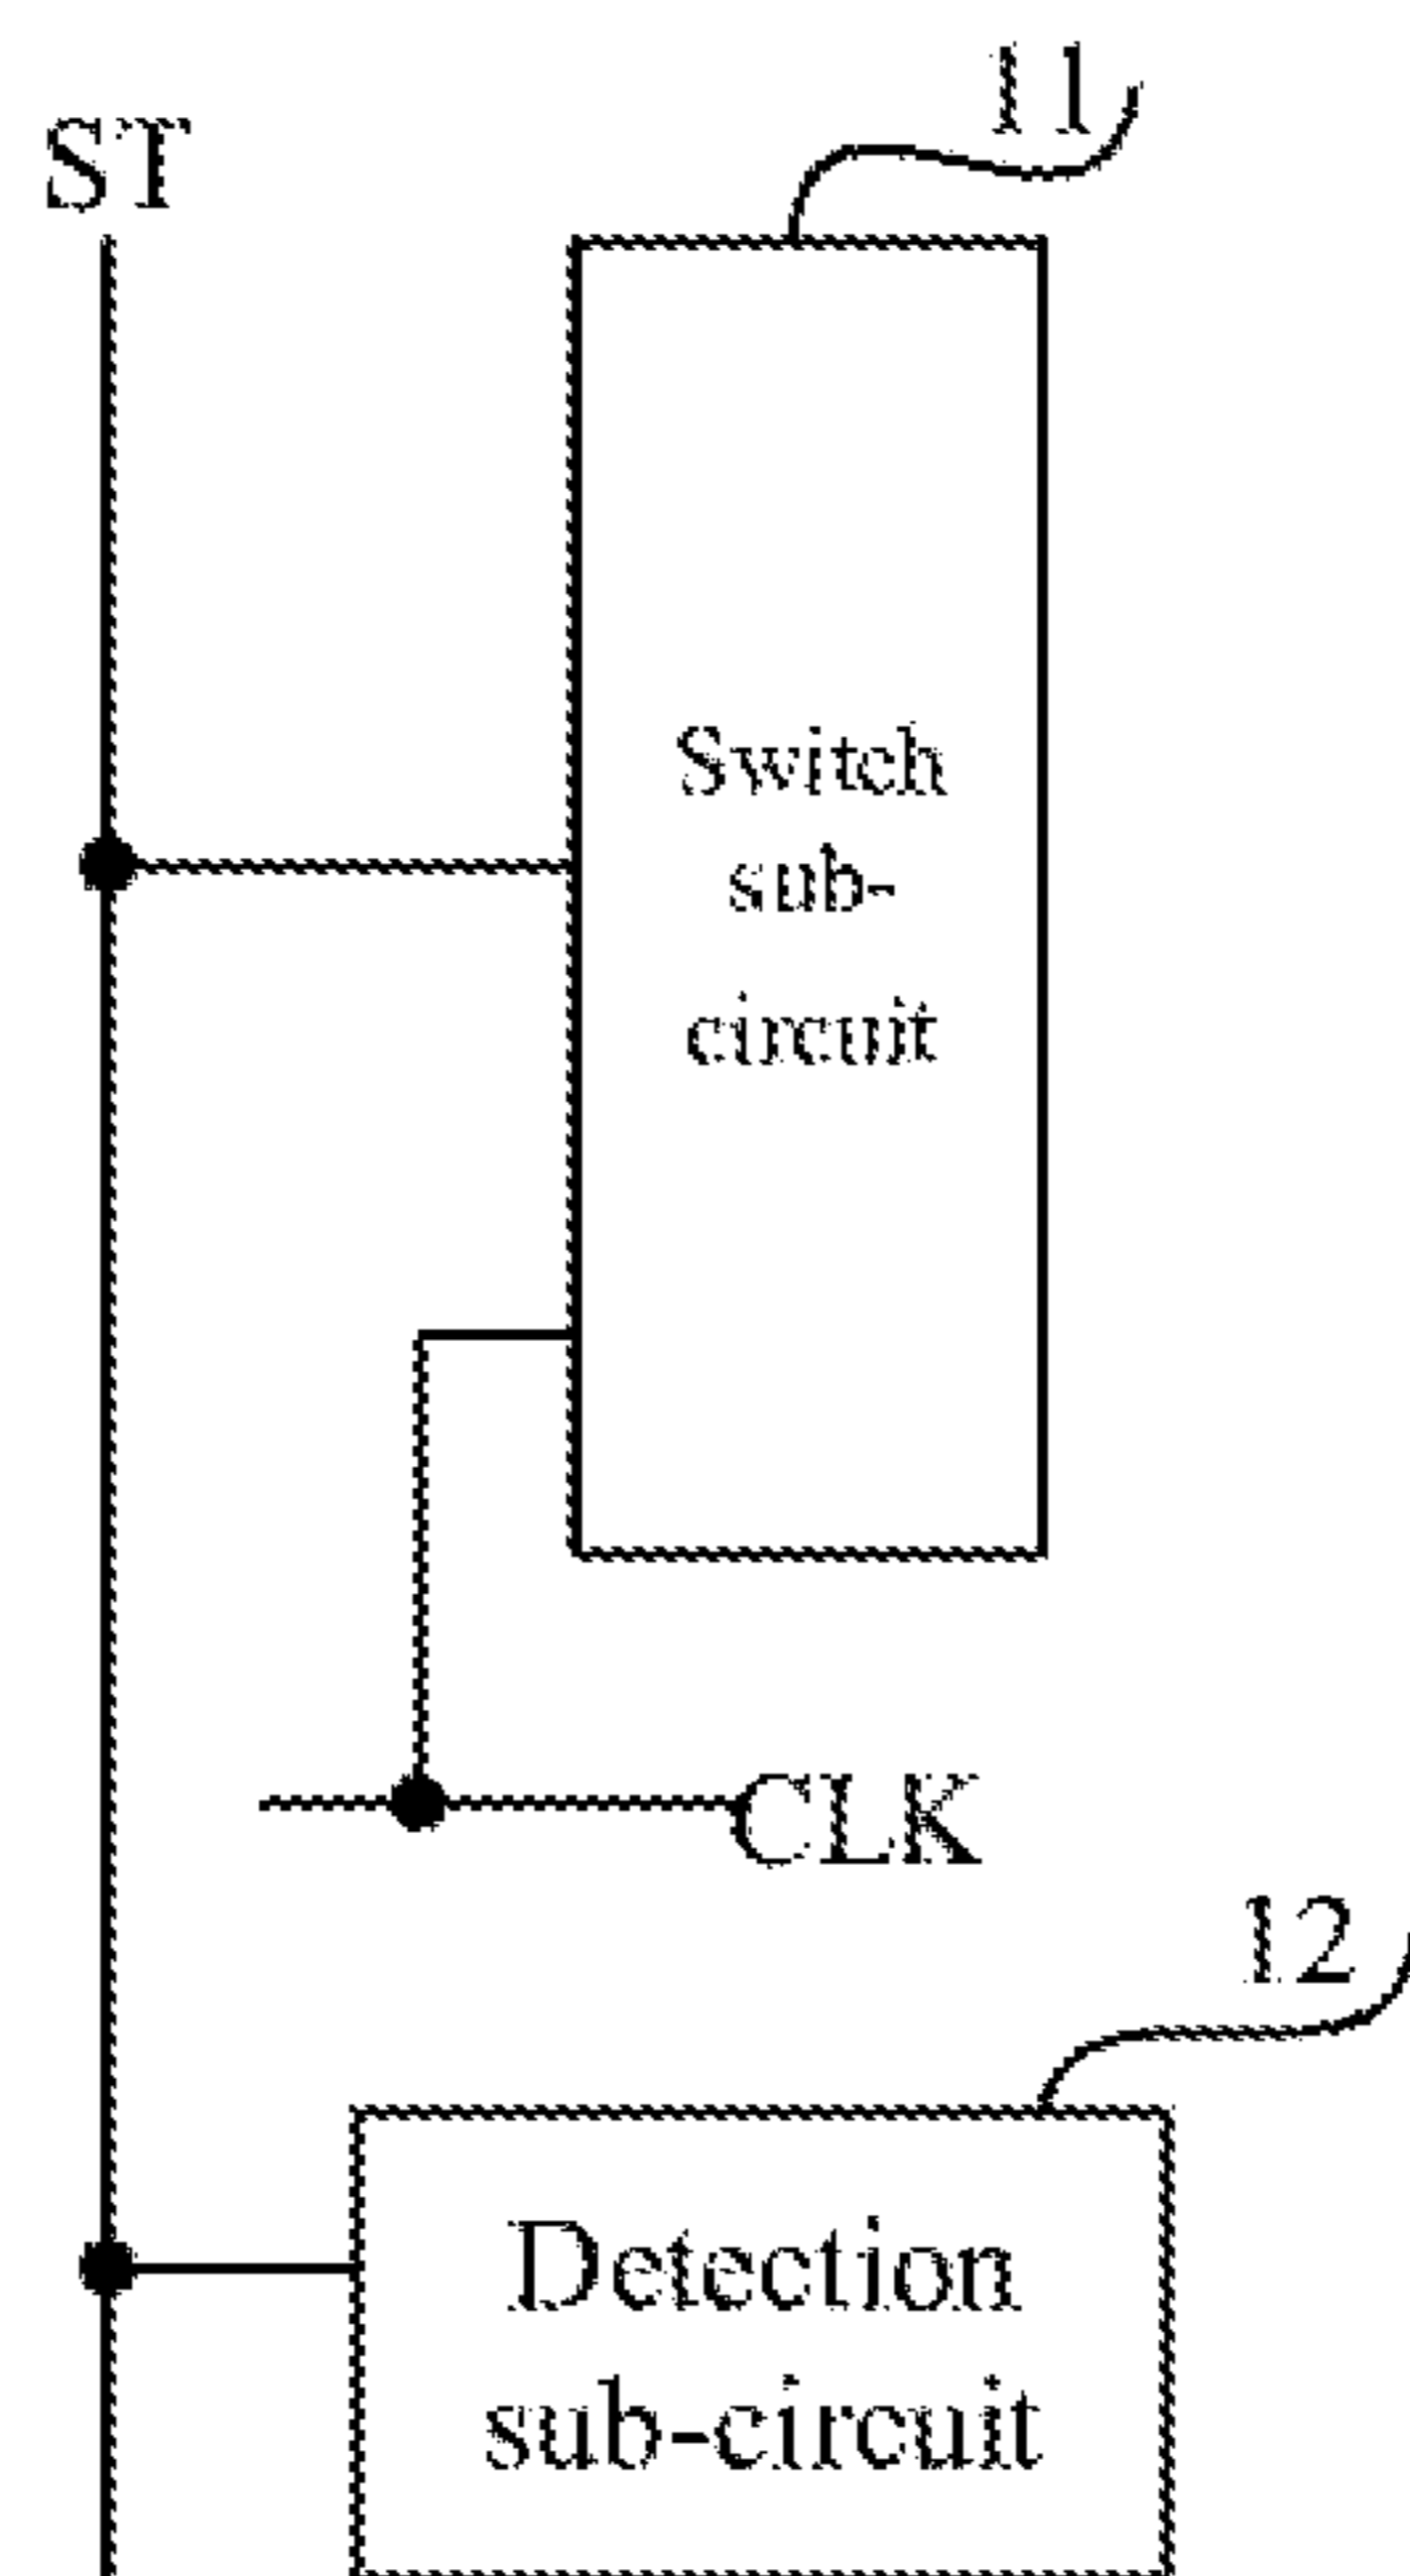 11
ST
Switch
sub-
circuit
CLK
12
Detection
sub-circuit